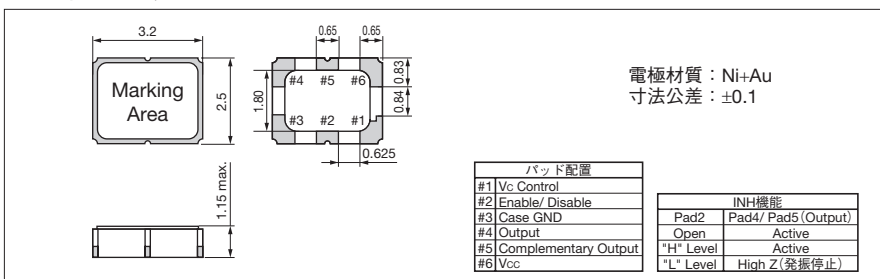 3.2
Marking
Area
2.5
1.15 max.
0.65 0.65
#4 #5 #6
#3 #2 #1
1.80
0.83
0.84
0.625
電極材質：Ni+Au
寸法公差：±0.1
パッド配置
#1 Vc Control
#2 Enable/ Disable
#3 Case GND
#4 Output
#5 Complementary Output
#6 Vcc
INH機能
Pad2 Pad4/ Pad5(Output)
Open Active
"H" Level Active
"L" Level High Z(発振停止)